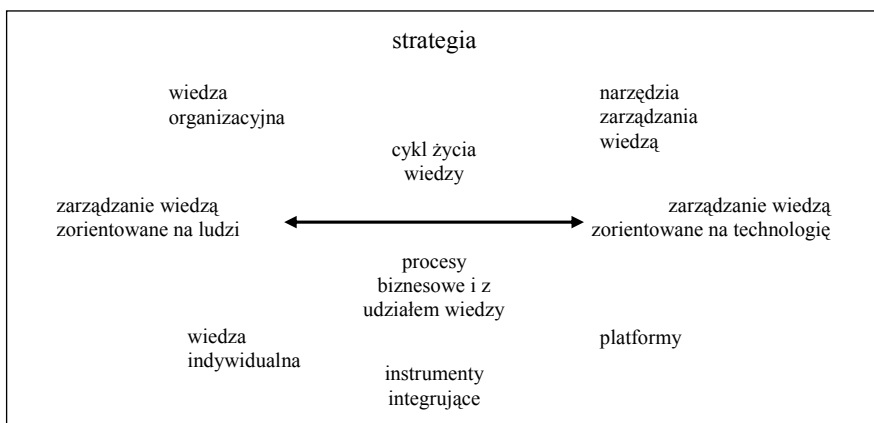 strategia
wiedza
organizacyjna
narzędzia
zarządzania
wiedzą
cykl życia
wiedzy
zarządzanie wiedzą
zorientowane na ludzi
zarządzanie wiedzą
zorientowane na technologię
procesy
biznesowe i z
udziałem wiedzy
wiedza
indywidualna
platformy
instrumenty
integrujące